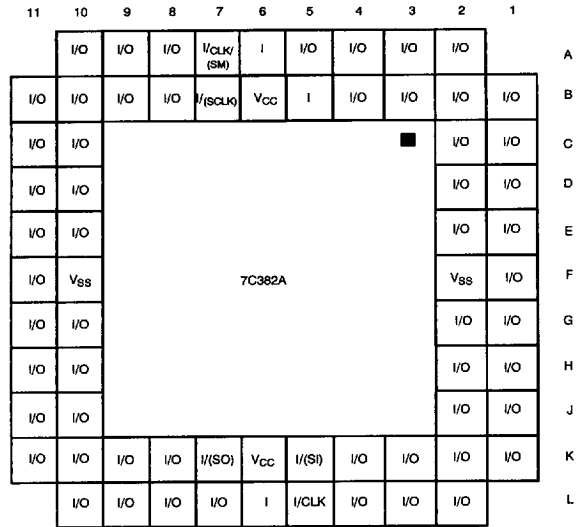 11 10 9 8 7 6 5 4 3 2 1
I/O I/O I/O I/CLK/(SM) I I/O I/O I/O I/O A
I/O I/O I/O I/O I/(SCLK) VCC I I/O I/O I/O I/O B
I/O I/O I/O I/O C
I/O I/O I/O I/O D
I/O I/O I/O I/O E
I/O VSS 7C382A VSS I/O F
I/O I/O I/O I/O G
I/O I/O I/O I/O H
I/O I/O I/O I/O J
I/O I/O I/O I/O I/(SO) VCC I/(SI) I/O I/O I/O I/O K
I/O I/O I/O I/O I I/CLK I/O I/O I/O L